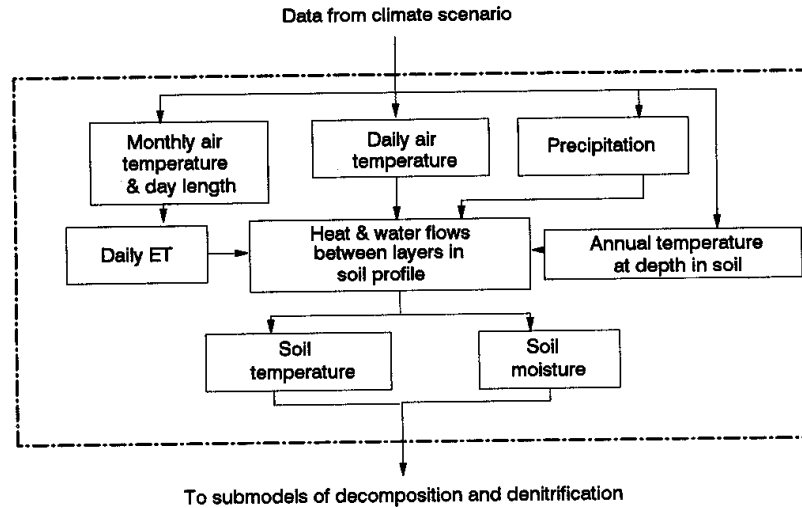 Data from climate scenario
Monthly air
temperature
& day length
Daily air
temperature
Precipitation
Daily ET
Heat & water flows
between layers in
soil profile
Annual temperature
at depth in soil
Soil
temperature
Soil
moisture
To submodels of decomposition and denitrification